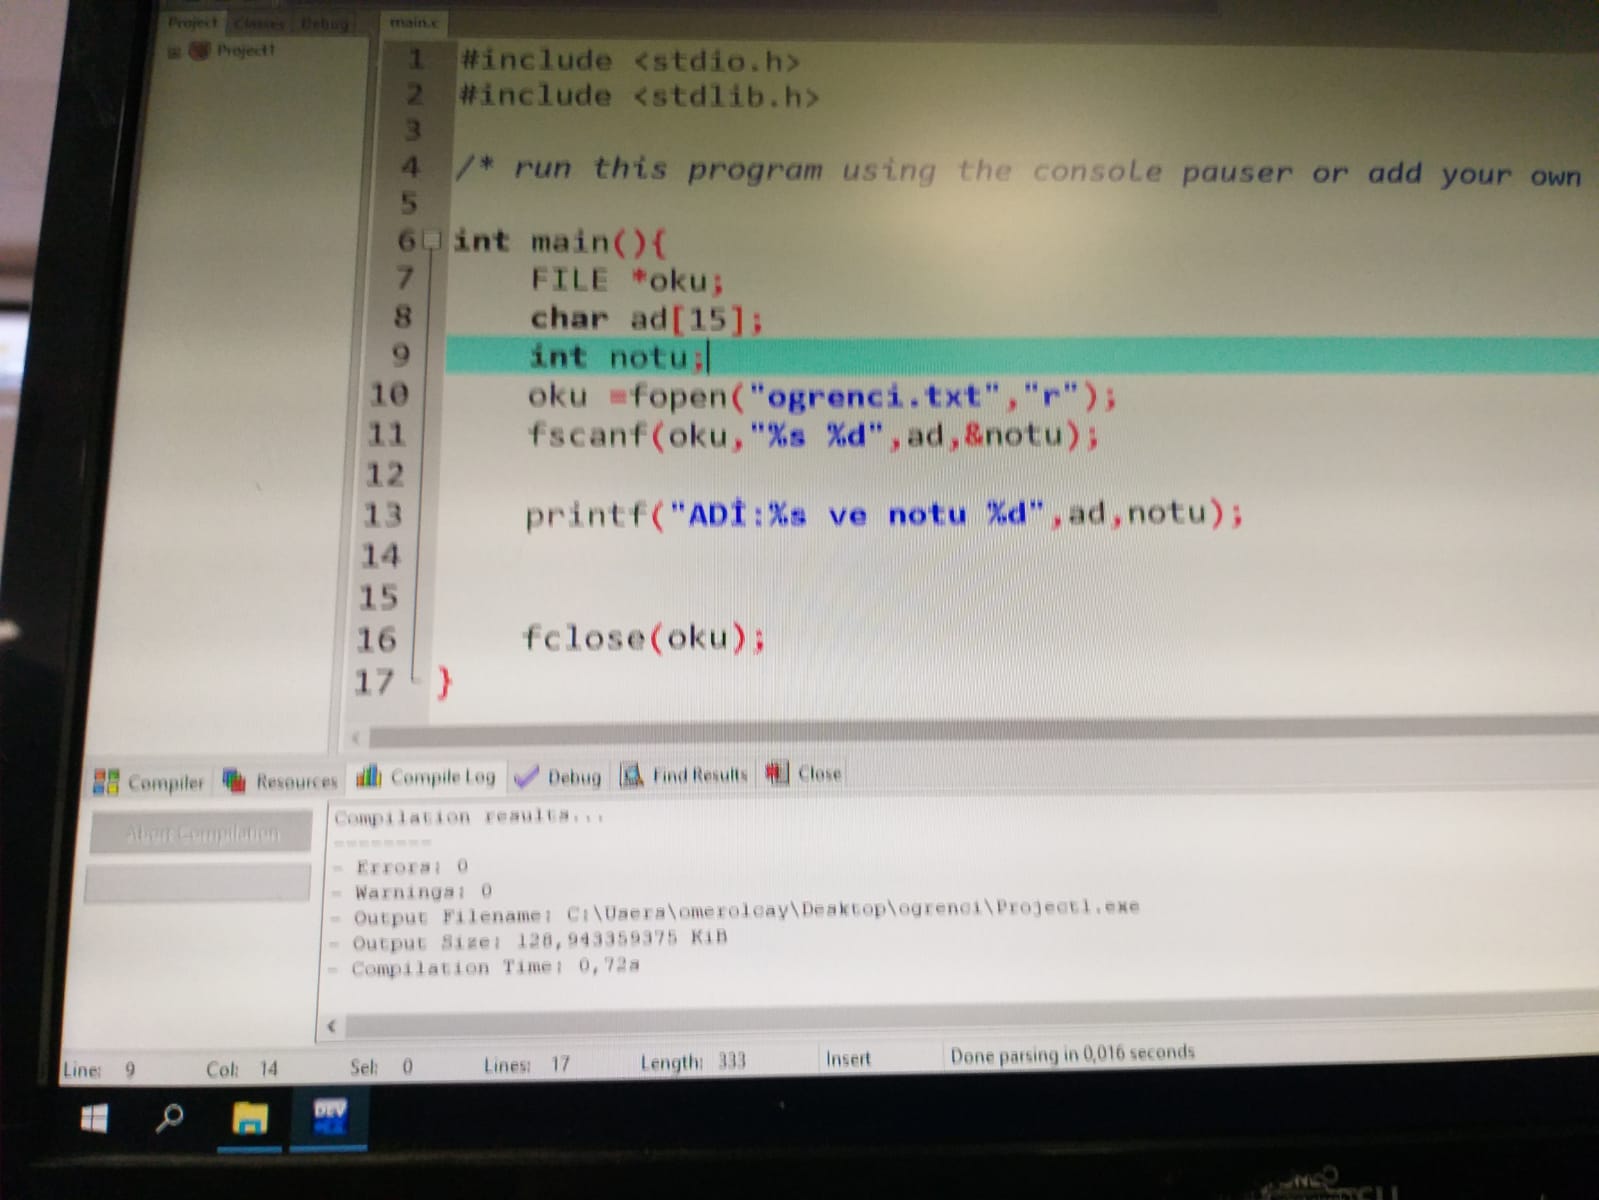 Project Classes Debug
main.c
Project1
1 #include <stdio.h>
2 #include <stdlib.h>
3
4 /* run this program using the console pauser or add your own
5
6 int main(){
7 FILE *oku;
8 char ad[15];
9 int notu;
10 oku =fopen("ogrenci.txt","r");
11 fscanf(oku,"%s %d",ad,&notu);
12
13 printf("ADİ:%s ve notu %d",ad,notu);
14
15
16 fclose(oku);
17 }
Compiler Resources Compile Log Debug Find Results Close
Abort Compilation
Compilation results...
--------
- Errors: 0
- Warnings: 0
- Output Filename: C:\Users\omerolcay\Desktop\ogrenci\Project1.exe
- Output Size: 128,943359375 KiB
- Compilation Time: 0,72s
Line: 9 Col: 14 Sel: 0 Lines: 17 Length: 333 Insert Done parsing in 0,016 seconds
DEV